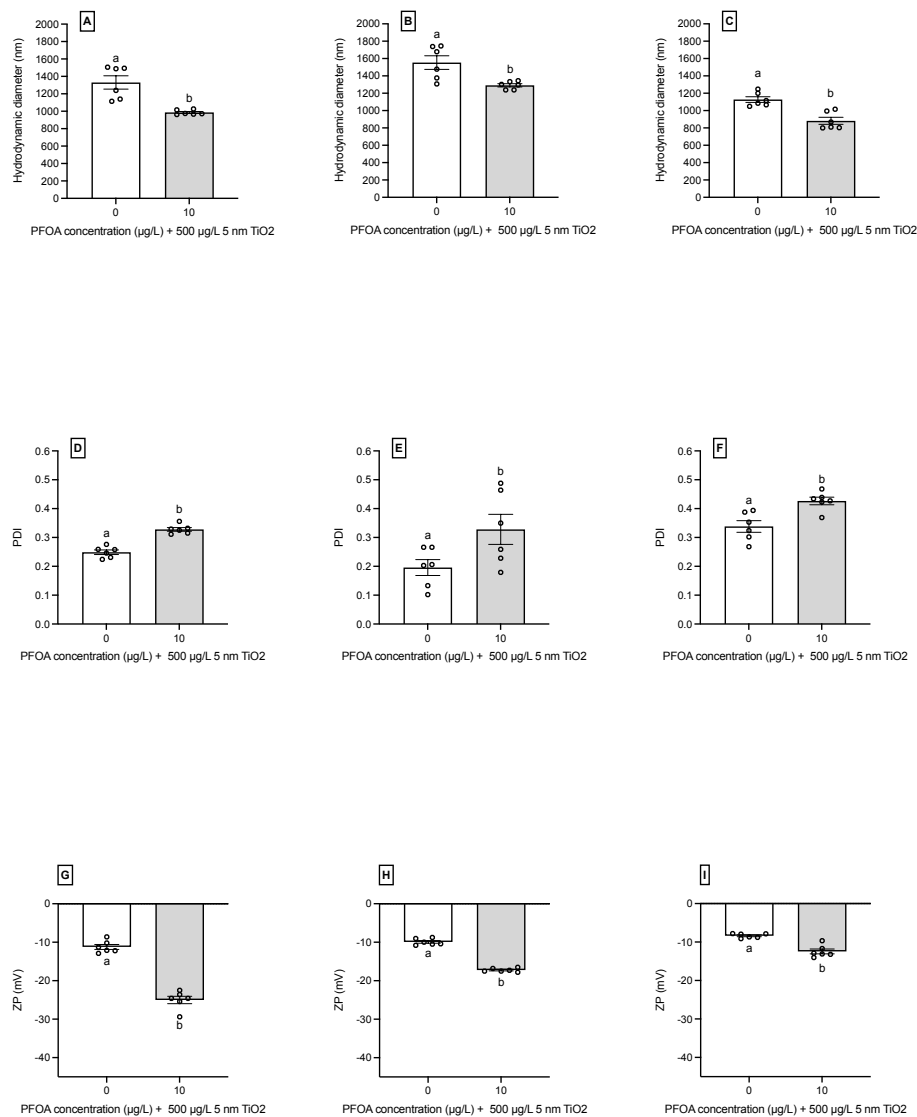 A
Hydrodynamic diameter (nm)
2000
1800
1600
1400
1200
1000
800
600
400
200
0
a
b
0
10
PFOA concentration (µg/L) + 500 µg/L 5 nm TiO2
B
Hydrodynamic diameter (nm)
2000
1800
1600
1400
1200
1000
800
600
400
200
0
a
b
0
10
PFOA concentration (µg/L) + 500 µg/L 5 nm TiO2
C
Hydrodynamic diameter (nm)
2000
1800
1600
1400
1200
1000
800
600
400
200
0
a
b
0
10
PFOA concentration (µg/L) + 500 µg/L 5 nm TiO2
D
PDI
0.6
0.5
0.4
0.3
0.2
0.1
0.0
a
b
0
10
PFOA concentration (µg/L) + 500 µg/L 5 nm TiO2
E
PDI
0.6
0.5
0.4
0.3
0.2
0.1
0.0
a
b
0
10
PFOA concentration (µg/L) + 500 µg/L 5 nm TiO2
F
PDI
0.6
0.5
0.4
0.3
0.2
0.1
0.0
a
b
0
10
PFOA concentration (µg/L) + 500 µg/L 5 nm TiO2
G
ZP (mV)
0
-10
-20
-30
-40
a
b
0
10
PFOA concentration (µg/L) + 500 µg/L 5 nm TiO2
H
ZP (mV)
0
-10
-20
-30
-40
a
b
0
10
PFOA concentration (µg/L) + 500 µg/L 5 nm TiO2
I
ZP (mV)
0
-10
-20
-30
-40
a
b
0
10
PFOA concentration (µg/L) + 500 µg/L 5 nm TiO2